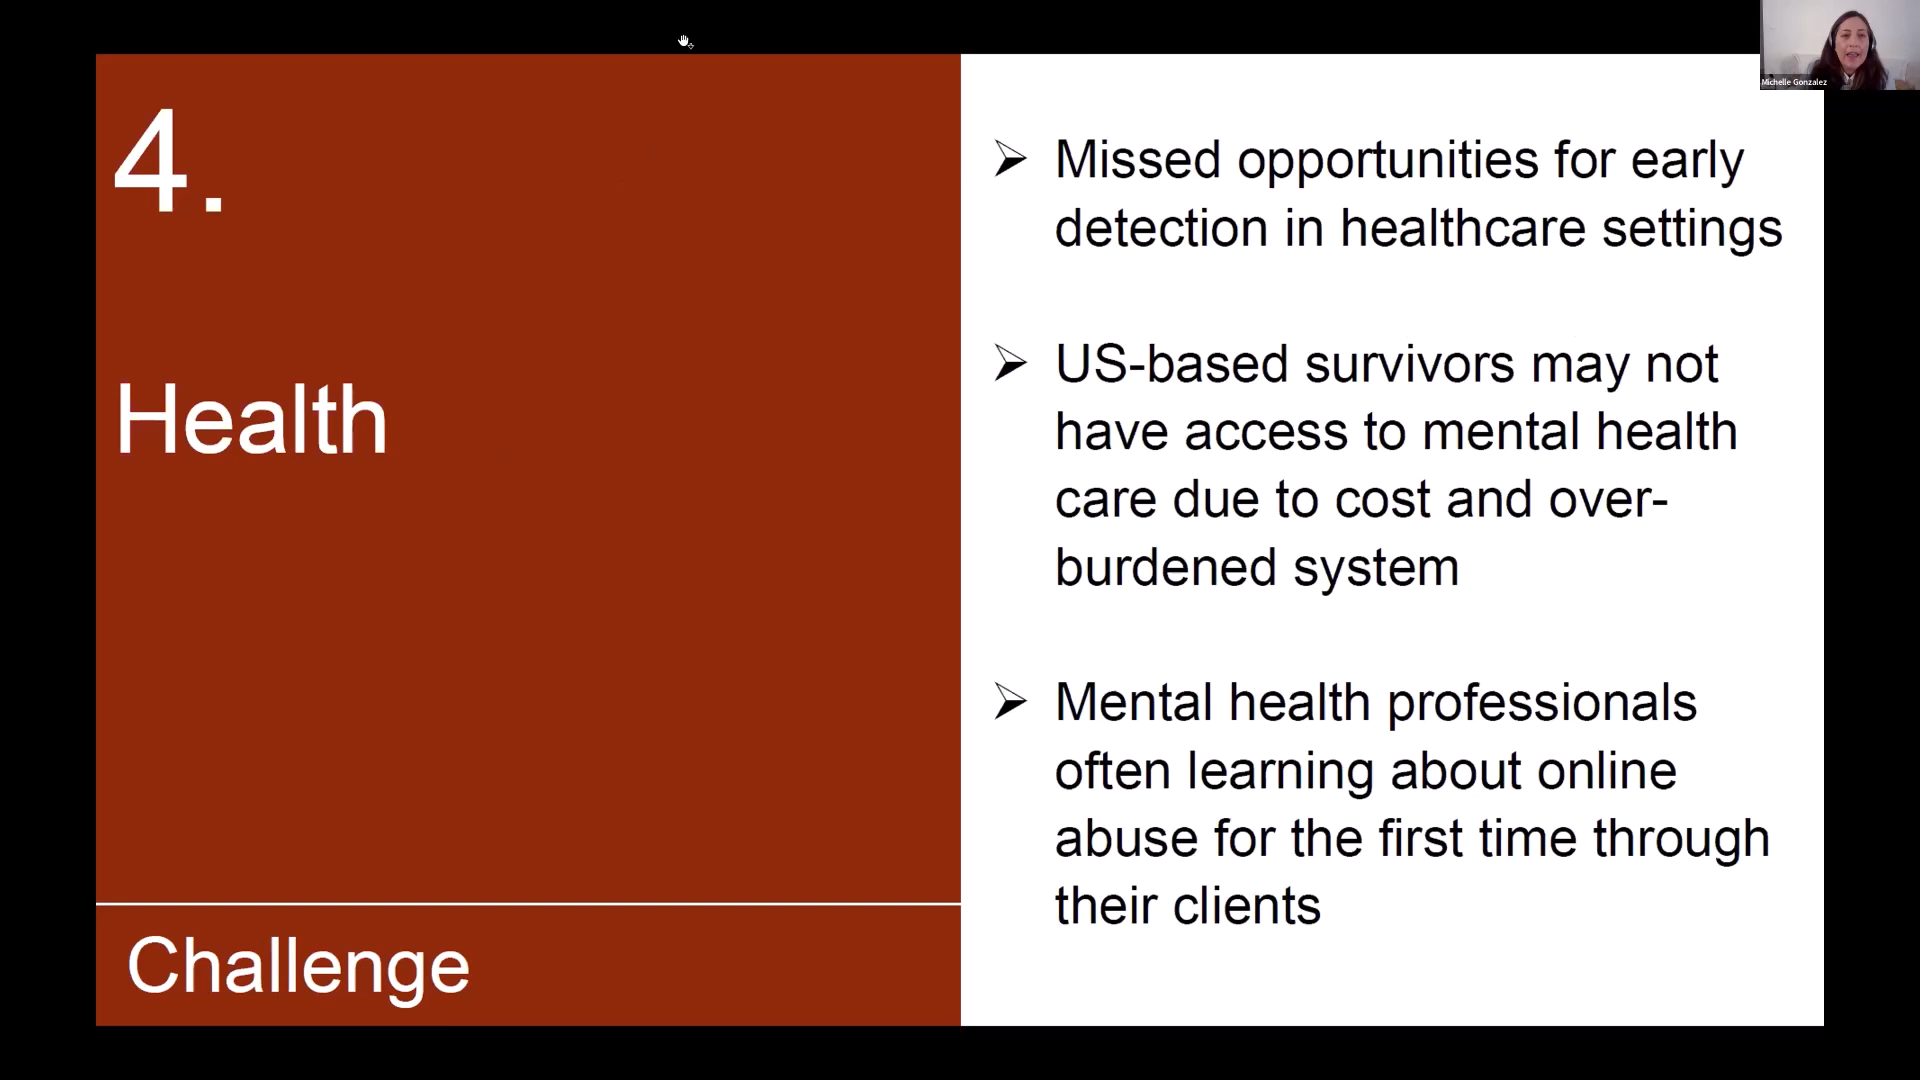 4.
Health
Challenge
Missed opportunities for early
detection in healthcare settings
US-based survivors may not
have access to mental health
care due to cost and over-
burdened system
Mental health professionals
often learning about online
abuse for the first time through
their clients
Michelle Gonzalez